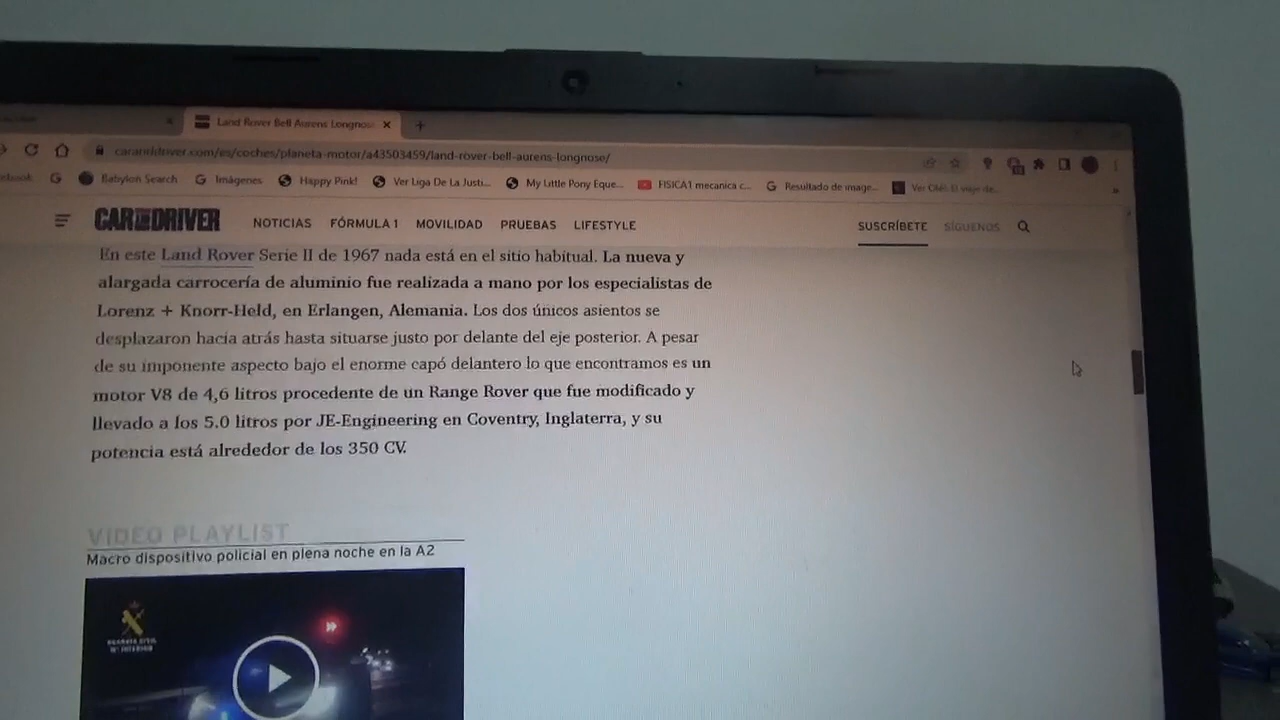 Land Rover Bell Aurens Longnose
caranddriver.com/es/coches/planeta-motor/a43503459/land-rover-bell-aurens-longnose/
Babylon Search Imágenes Happy Pink! Ver Liga De La Justi... My Little Pony Eque... FISICA1 mecanica c... Resultado de image... Ver Olé! El viaje de...
CAR AND DRIVER NOTICIAS FÓRMULA 1 MOVILIDAD PRUEBAS LIFESTYLE SUSCRÍBETE SÍGUENOS
En este Land Rover Serie II de 1967 nada está en el sitio habitual. La nueva y
alargada carrocería de aluminio fue realizada a mano por los especialistas de
Lorenz + Knorr-Held, en Erlangen, Alemania. Los dos únicos asientos se
desplazaron hacia atrás hasta situarse justo por delante del eje posterior. A pesar
de su imponente aspecto bajo el enorme capó delantero lo que encontramos es un
motor V8 de 4,6 litros procedente de un Range Rover que fue modificado y
llevado a los 5.0 litros por JE-Engineering en Coventry, Inglaterra, y su
potencia está alrededor de los 350 CV.
VIDEO PLAYLIST
Macro dispositivo policial en plena noche en la A2